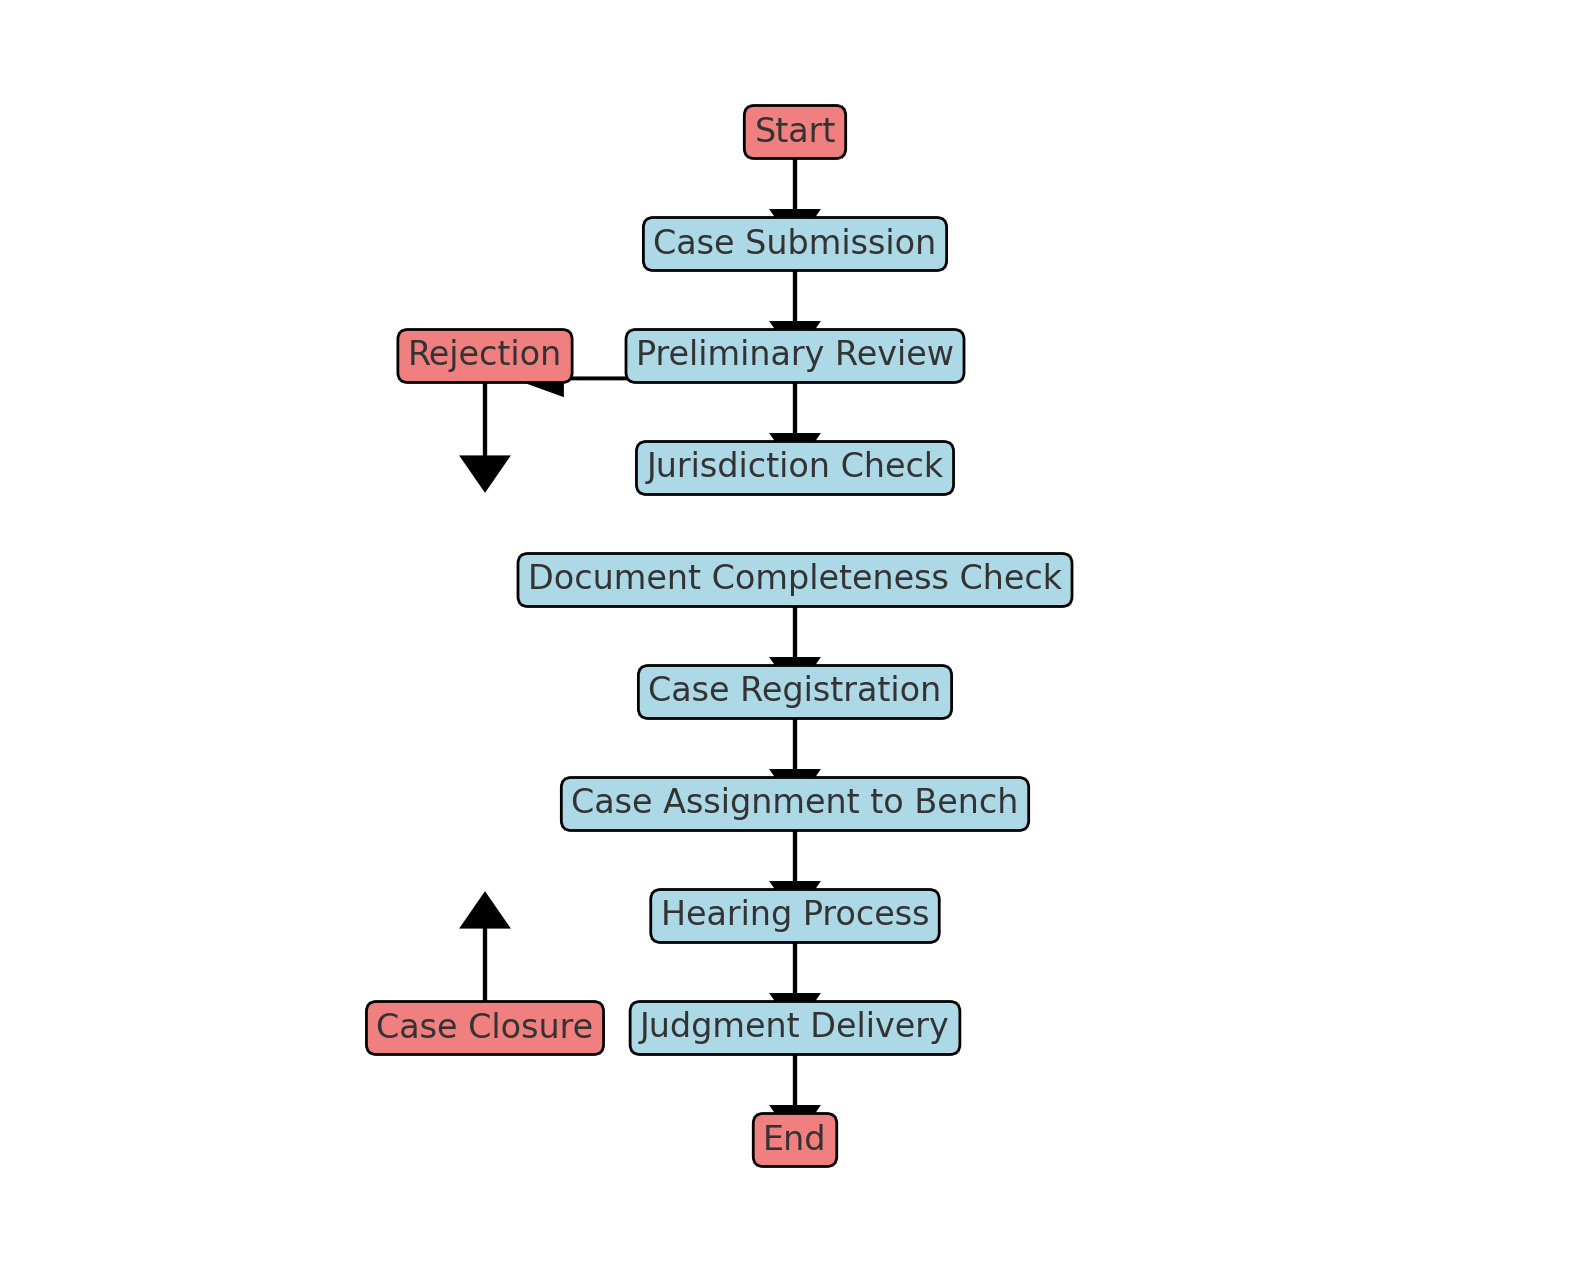 Start
Case Submission
Rejection
Preliminary Review
Jurisdiction Check
Document Completeness Check
Case Registration
Case Assignment to Bench
Hearing Process
Case Closure
Judgment Delivery
End